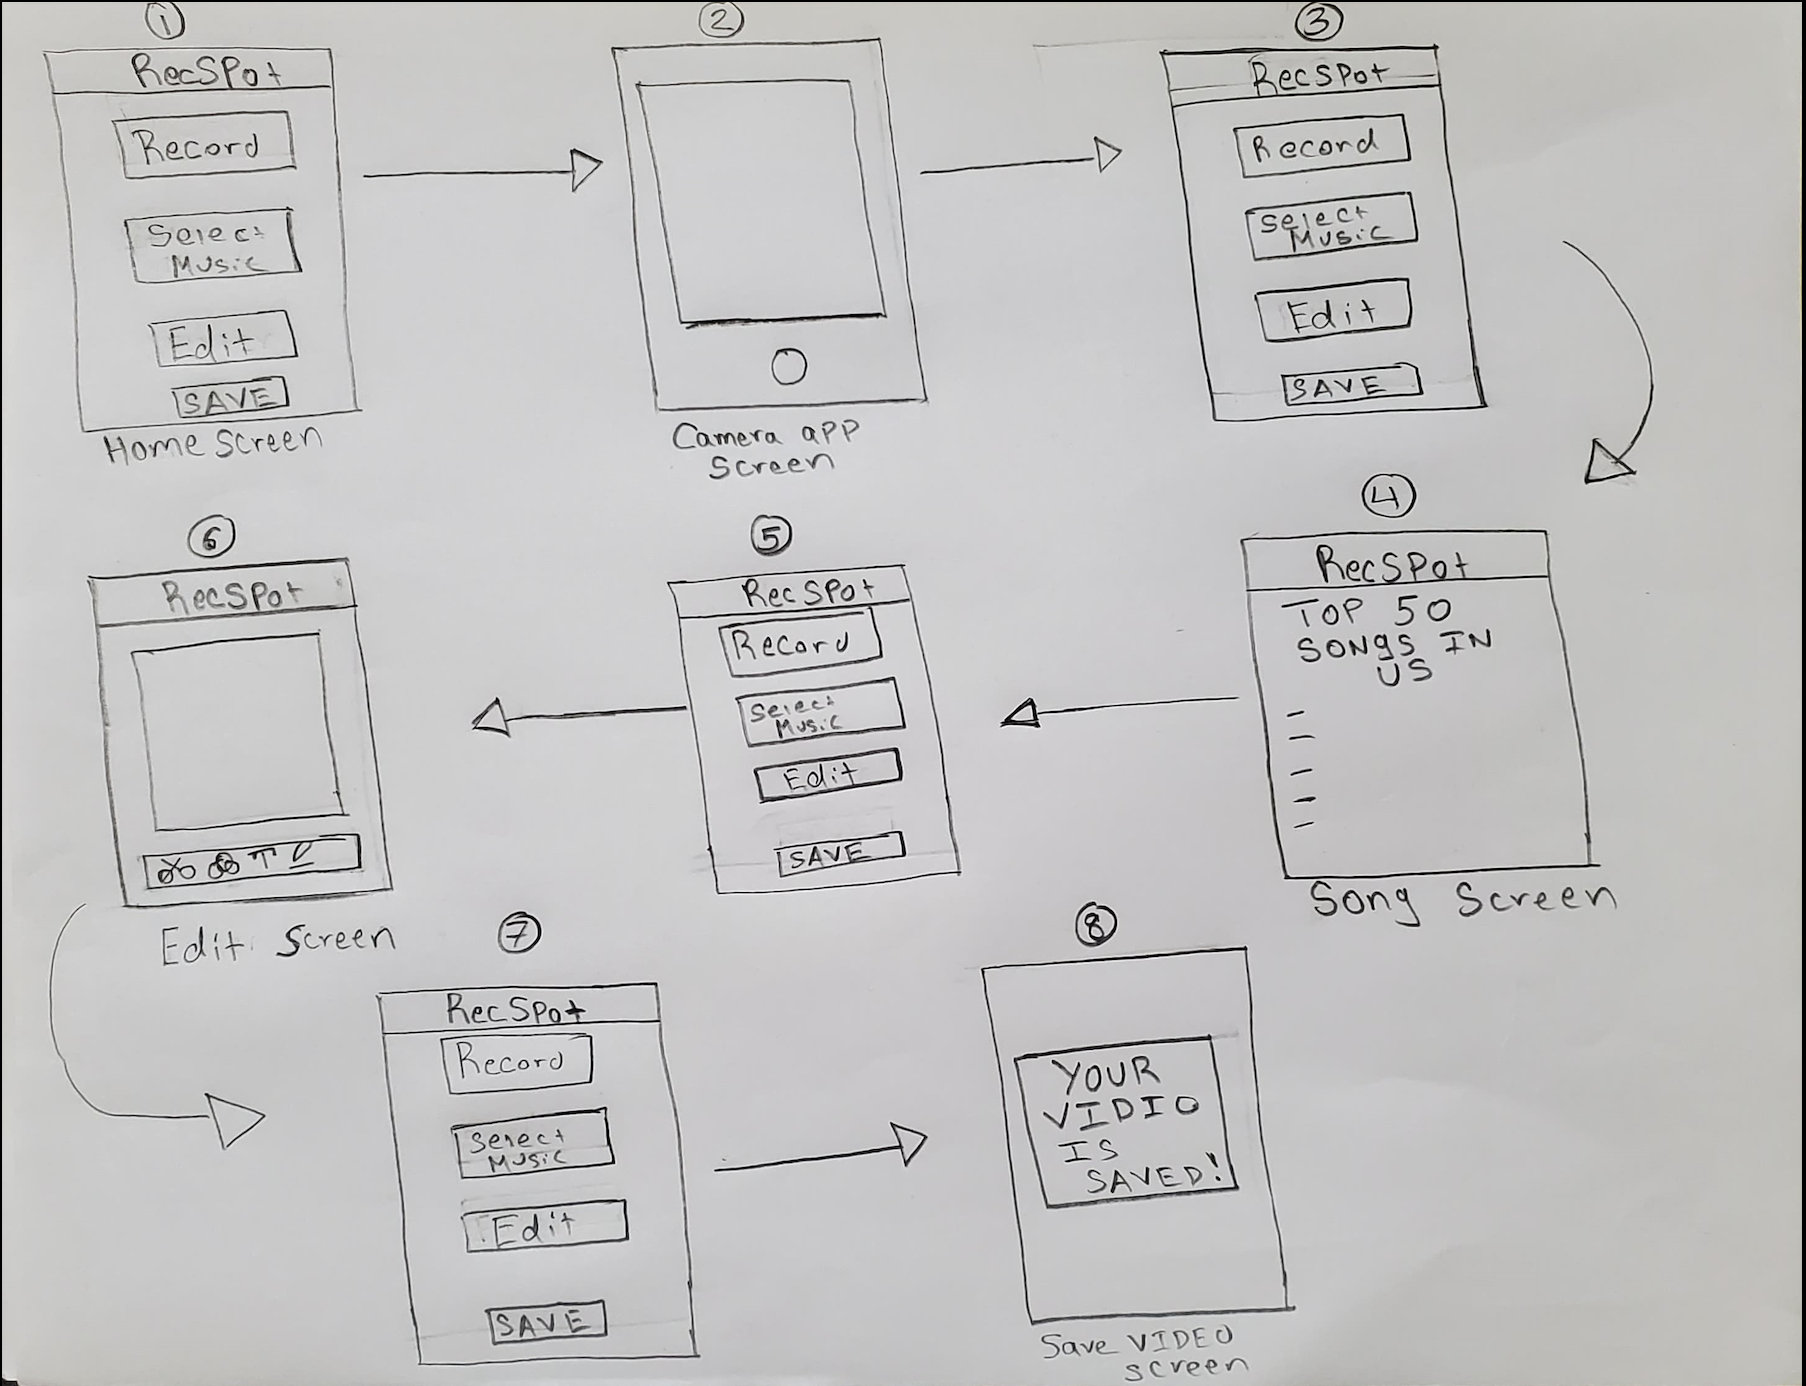 1
RecSPot
Record
Select
Music
Edit
SAVE
Home Screen
2
Camera aPP
Screen
3
RecSPot
Record
Select
Music
Edit
SAVE
4
RecSPot
TOP 50
SONgS IN
US
Song Screen
5
RecSPot
Record
Select
Music
Edit
SAVE
6
RecSPot
T
Edit Screen
7
RecSPot
Record
Select
Music
Edit
SAVE
8
YOUR
VIDIO
IS
SAVED!
Save VIDEO
screen